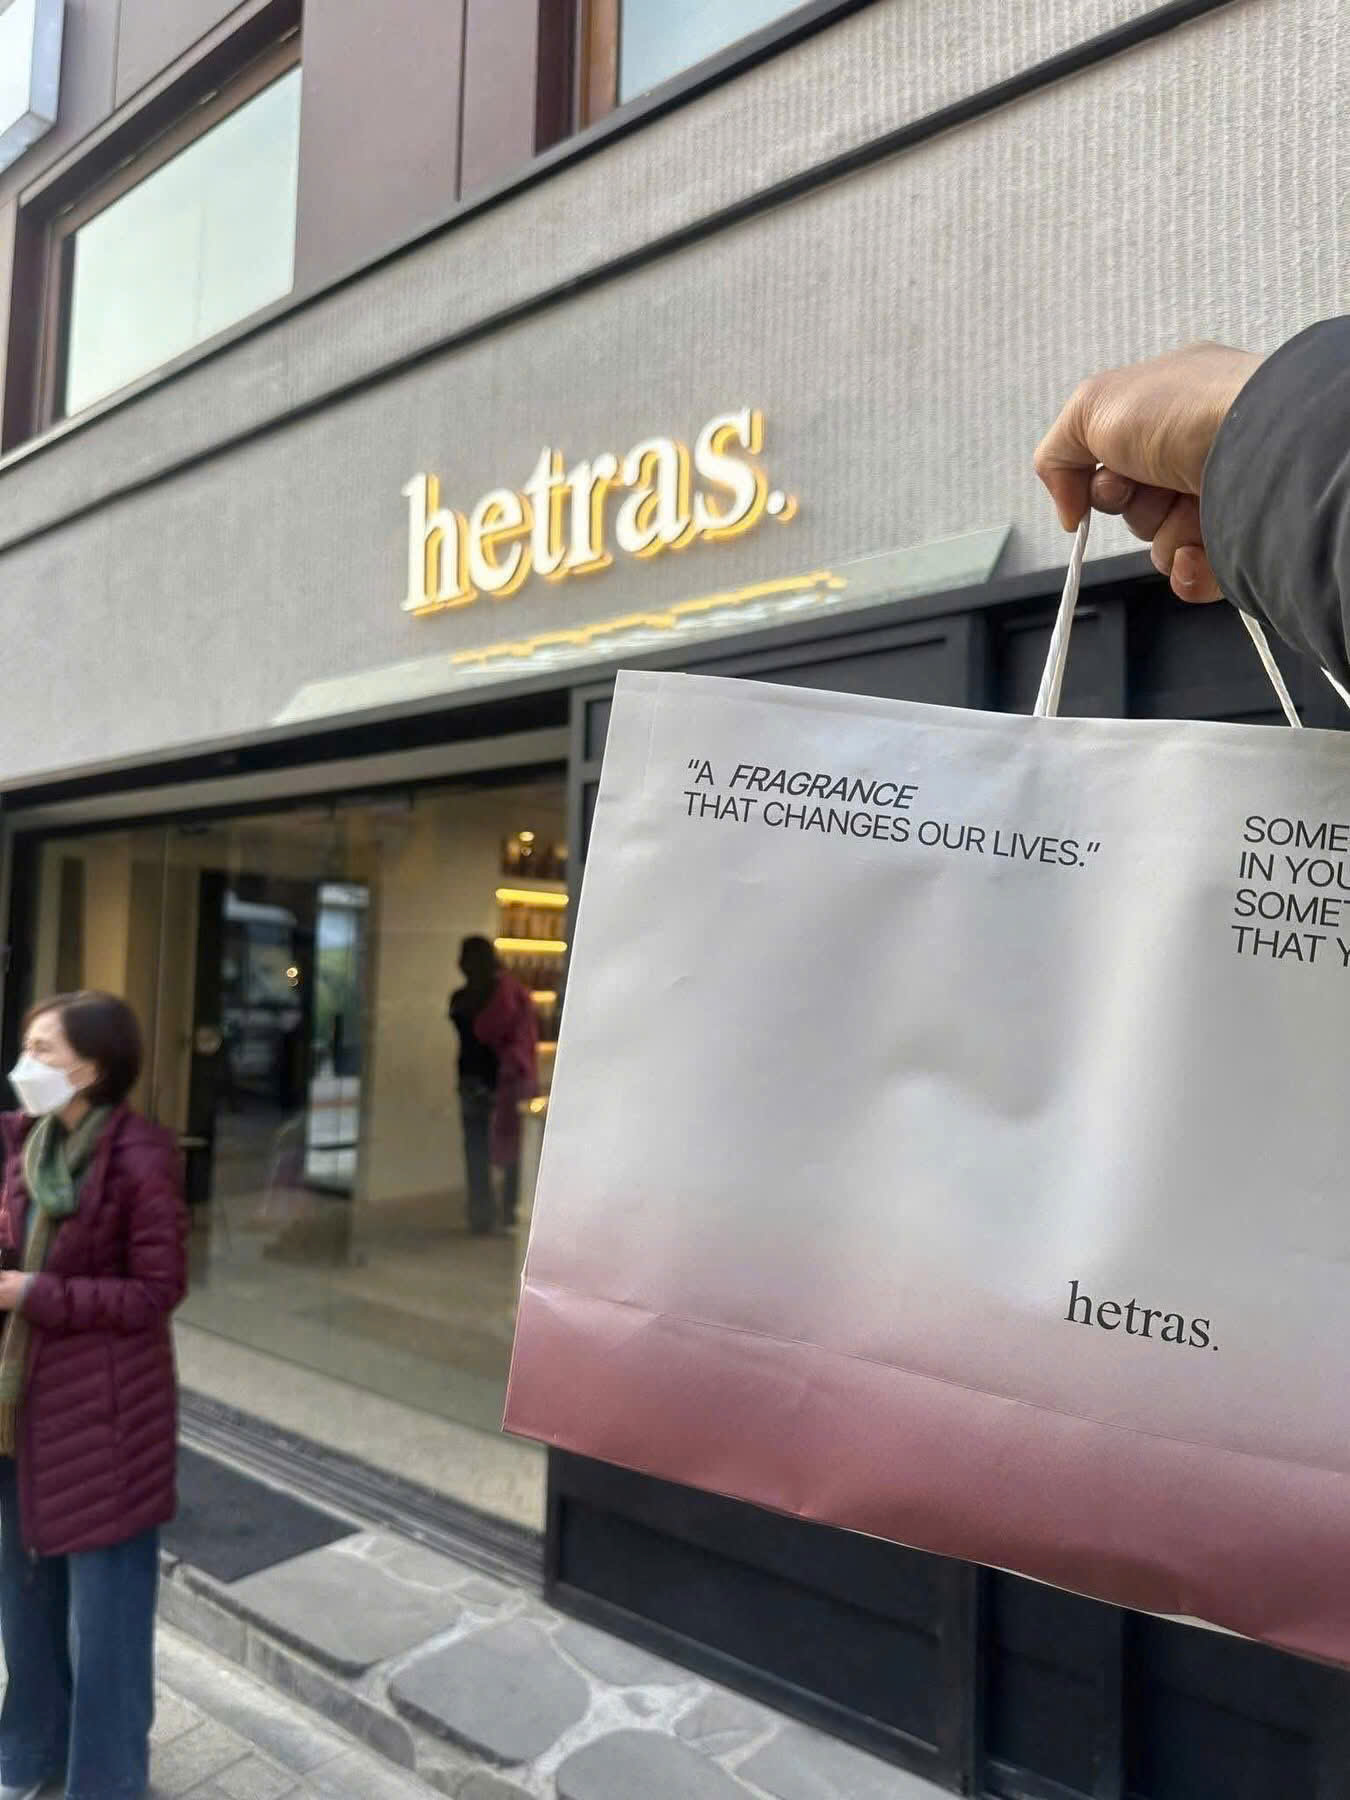 hetras.
“A FRAGRANCE
THAT CHANGES OUR LIVES.”
SOME
IN YOU
SOMET
THAT Y
hetras.